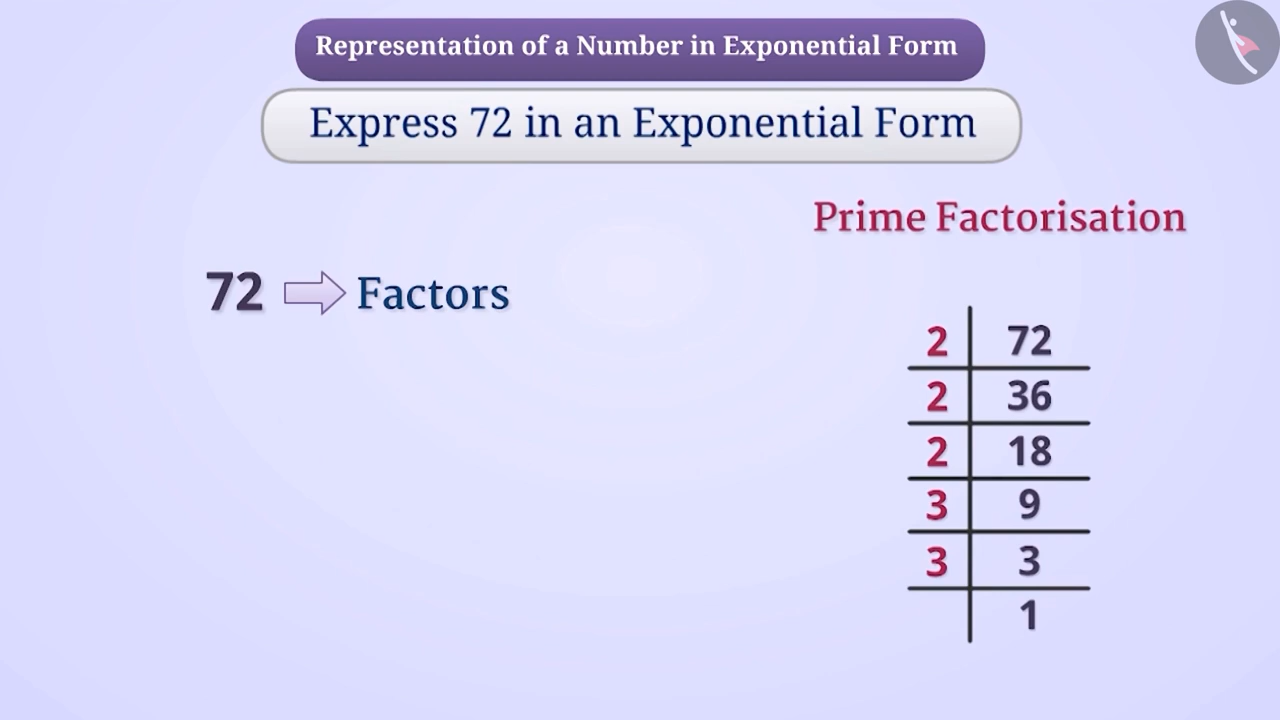 Representation of a Number in Exponential Form
Express 72 in an Exponential Form
Prime Factorisation
72 Factors
2 72
2 36
2 18
3 9
3 3
1